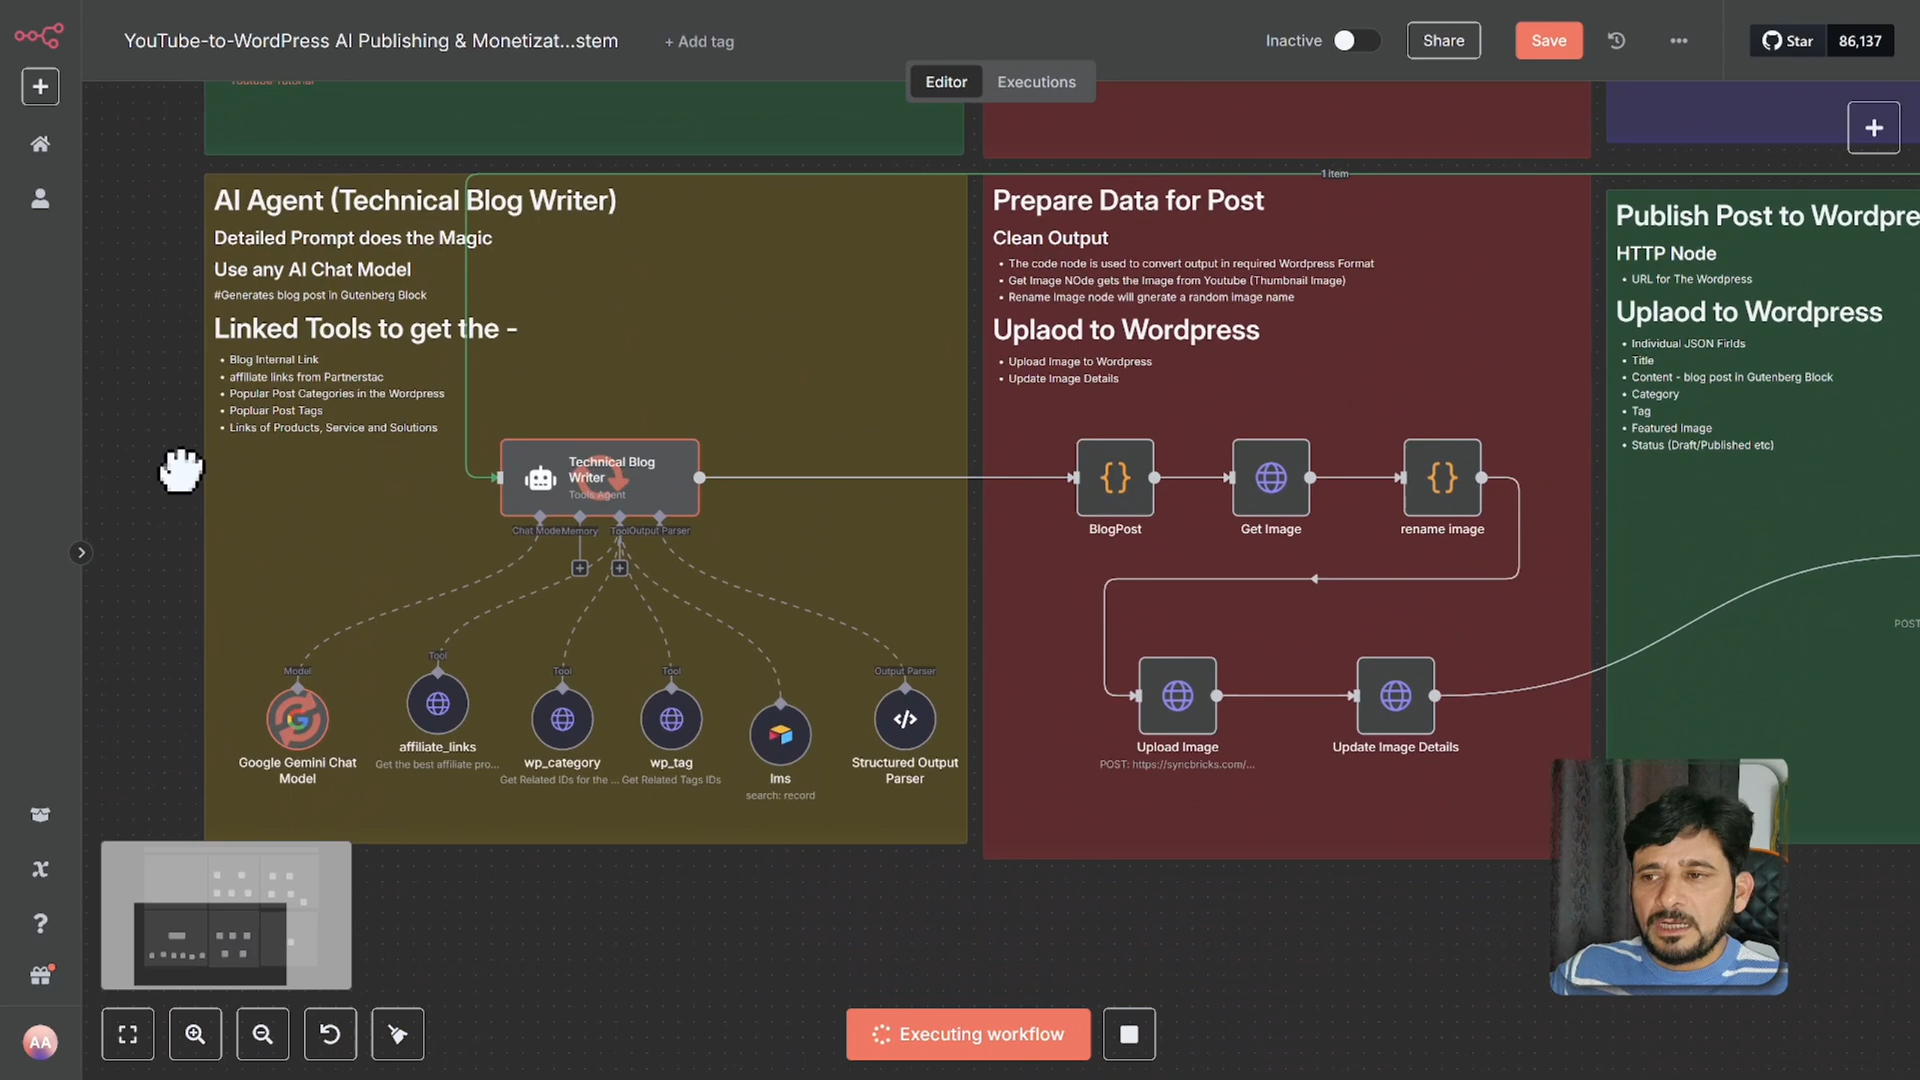 YouTube-to-WordPress AI Publishing & Monetizat...stem
+ Add tag
Inactive
Share
Save
Star
86,137
Editor
Executions
Youtube Tutorial
1 item
AI Agent (Technical Blog Writer)
Detailed Prompt does the Magic
Use any AI Chat Model
#Generates blog post in Gutenberg Block
Linked Tools to get the -
• Blog Internal Link
• affiliate links from Partnerstac
• Popular Post Categories in the Wordpress
• Popluar Post Tags
• Links of Products, Service and Solutions
Technical Blog
Writer
Tools Agent
Chat Mode
Memory
Tool
Output Parser
Model
Tool
Tool
Tool
Output Parser
Google Gemini Chat
Model
affiliate_links
Get the best affiliate pro...
wp_category
Get Related IDs for the ...
wp_tag
Get Related Tags IDs
lms
search: record
Structured Output
Parser
Prepare Data for Post
Clean Output
• The code node is used to convert output in required Wordpress Format
• Get Image NOde gets the Image from Youtube (Thumbnail Image)
• Rename Image node will gnerate a random image name
Uplaod to Wordpress
• Upload Image to Wordpress
• Update Image Details
BlogPost
Get Image
rename image
Upload Image
POST: https://syncbricks.com/...
Update Image Details
Publish Post to Wordpre
HTTP Node
• URL for The Wordpress
Uplaod to Wordpress
• Individual JSON Firlds
• Title
• Content - blog post in Gutenberg Block
• Category
• Tag
• Featured Image
• Status (Draft/Published etc)
POST
AA
Executing workflow